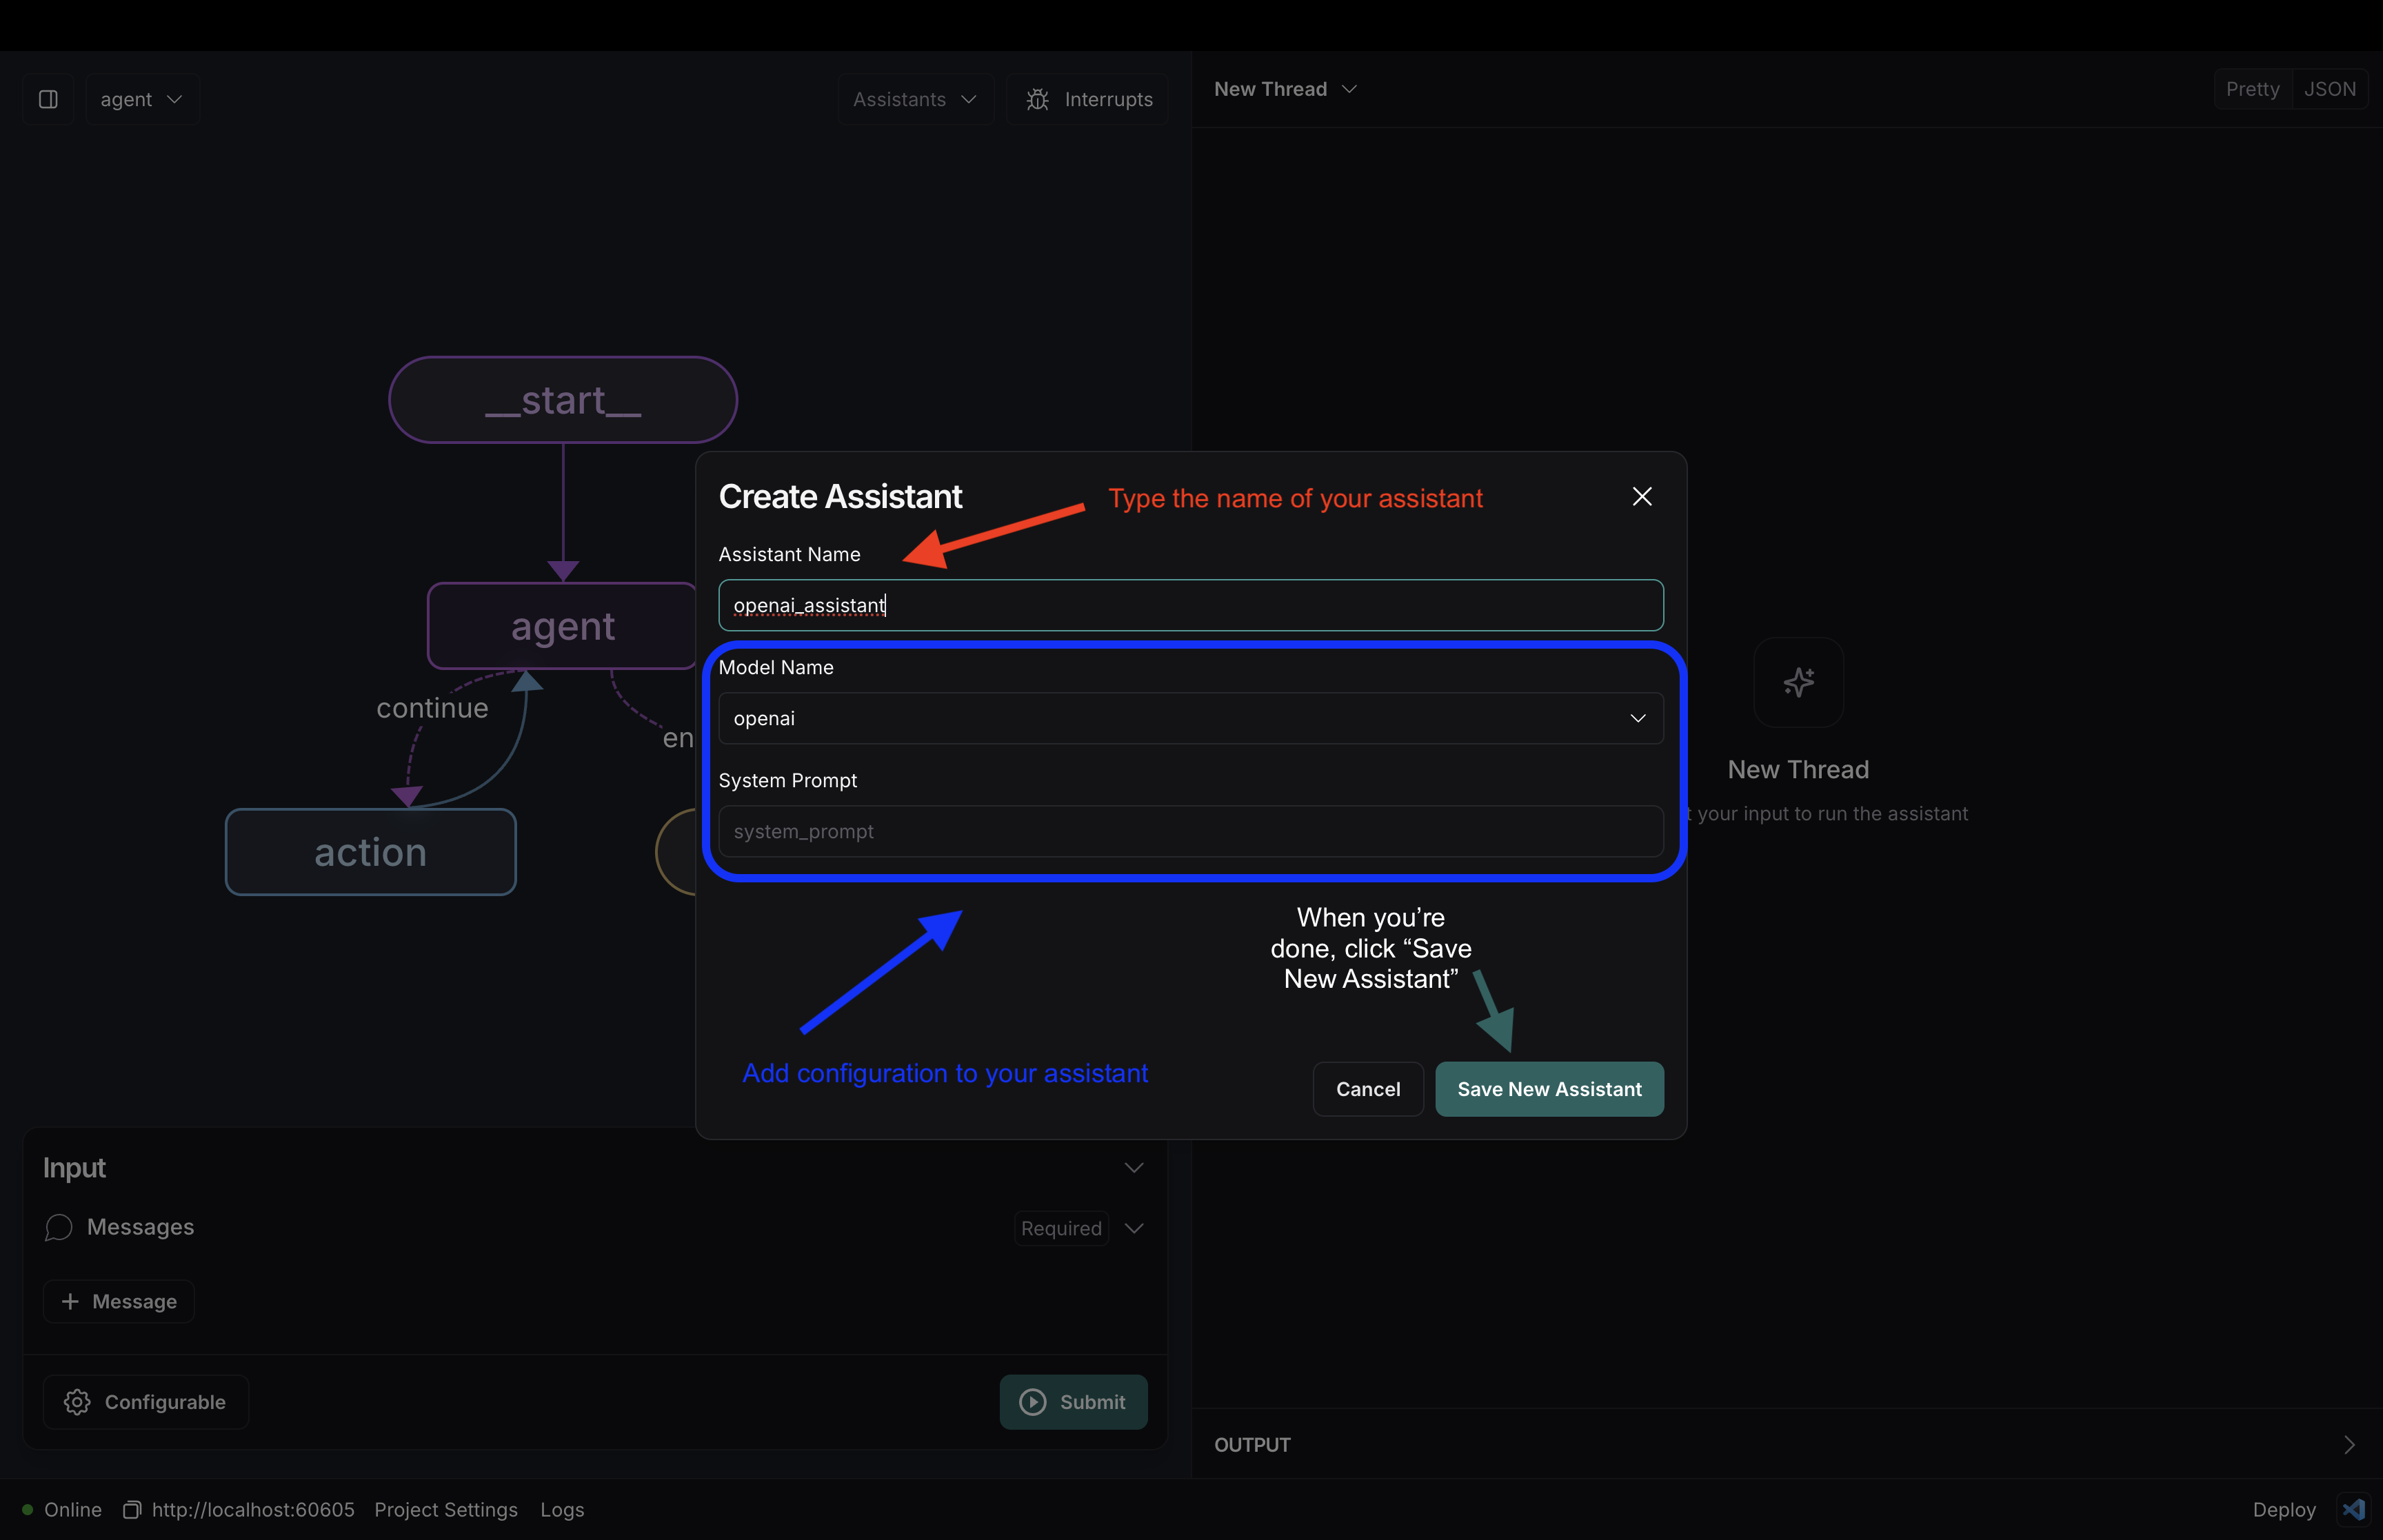 agent
Assistants
Interrupts
New Thread
Pretty
JSON
__start__
agent
continue
action
Create Assistant
Type the name of your assistant
Assistant Name
openai_assistant
Model Name
openai
System Prompt
system_prompt
When you're
done, click “Save
New Assistant”
Add configuration to your assistant
Cancel
Save New Assistant
New Thread
your input to run the assistant
Input
Messages
Required
+ Message
Configurable
Submit
OUTPUT
Online
http://localhost:60605
Project Settings
Logs
Deploy